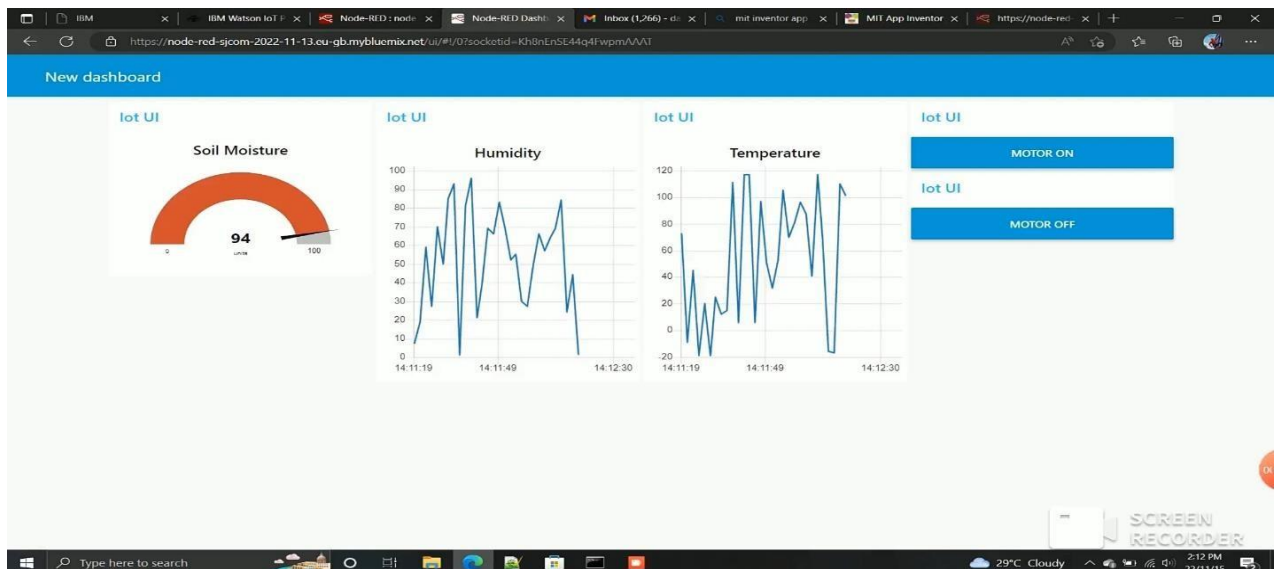 IBM
IBM Watson IoT P
Node-RED : node
Node-RED Dashb
Inbox (1,266) - da
mit inventor app
MIT App Inventor
https://node-red-
https://node-red-sjcom-2022-11-13.eu-gb.mybluemix.net/ui/#!/0?socketid=
New dashboard
Iot UI
Soil Moisture
94
units
0
100
Iot UI
Humidity
100
90
80
70
60
50
40
30
20
10
0
14:11:19 14:11:49 14:12:30
Iot UI
Temperature
120
100
80
60
40
20
0
-20
14:11:19 14:11:49 14:12:30
Iot UI
MOTOR ON
Iot UI
MOTOR OFF
SCREEN
RECORDER
Type here to search
29°C Cloudy
2:12 PM